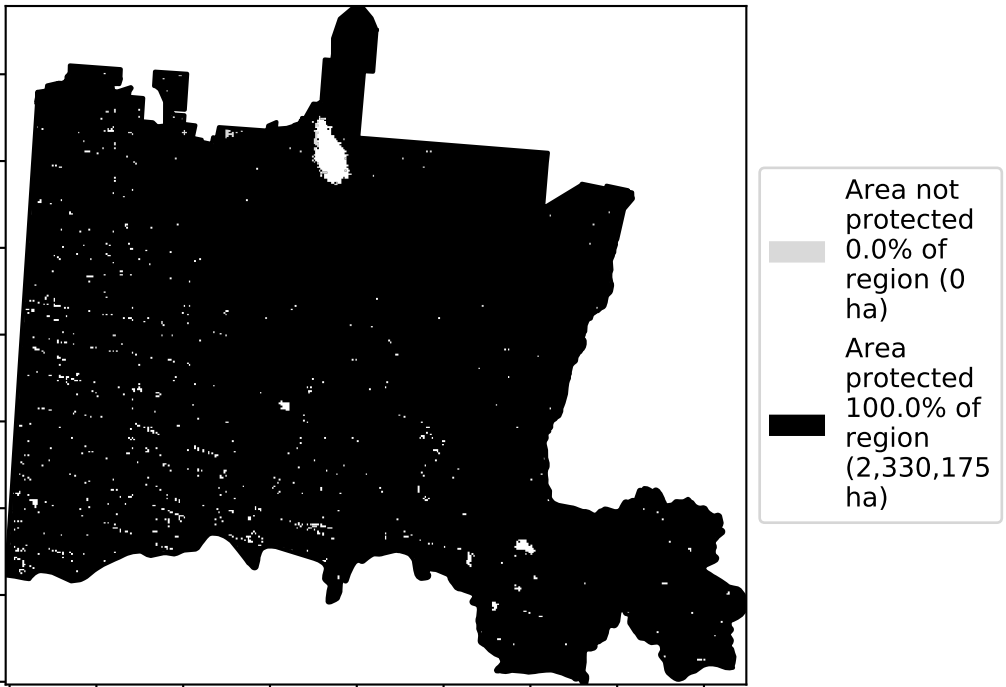 Area not
protected
0.0% of
region (0
ha)
Area
protected
100.0% of
region
(2,330,175
ha)